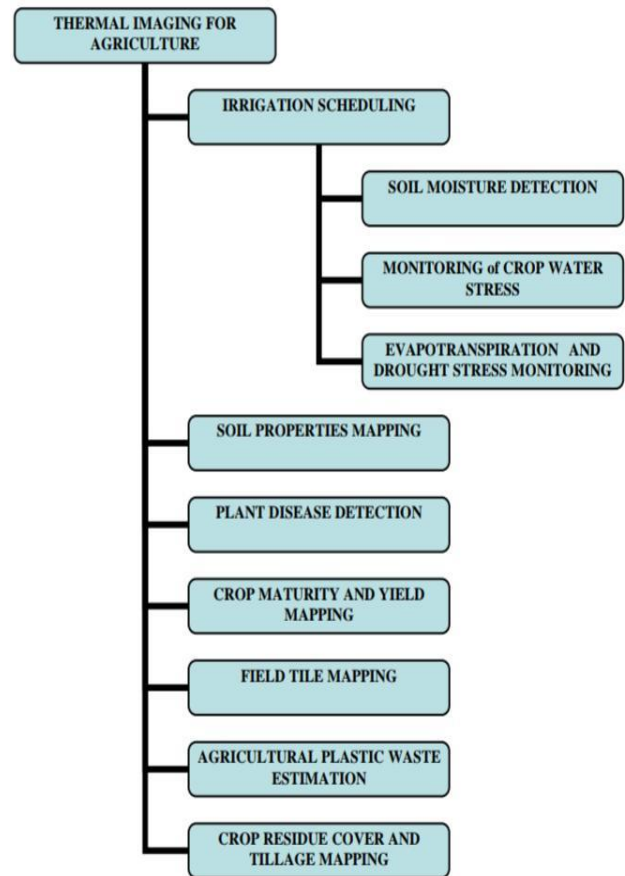 THERMAL IMAGING FOR
AGRICULTURE
IRRIGATION SCHEDULING
SOIL MOISTURE DETECTION
MONITORING of CROP WATER
STRESS
EVAPOTRANSPIRATION AND
DROUGHT STRESS MONITORING
SOIL PROPERTIES MAPPING
PLANT DISEASE DETECTION
CROP MATURITY AND YIELD
MAPPING
FIELD TILE MAPPING
AGRICULTURAL PLASTIC WASTE
ESTIMATION
CROP RESIDUE COVER AND
TILLAGE MAPPING